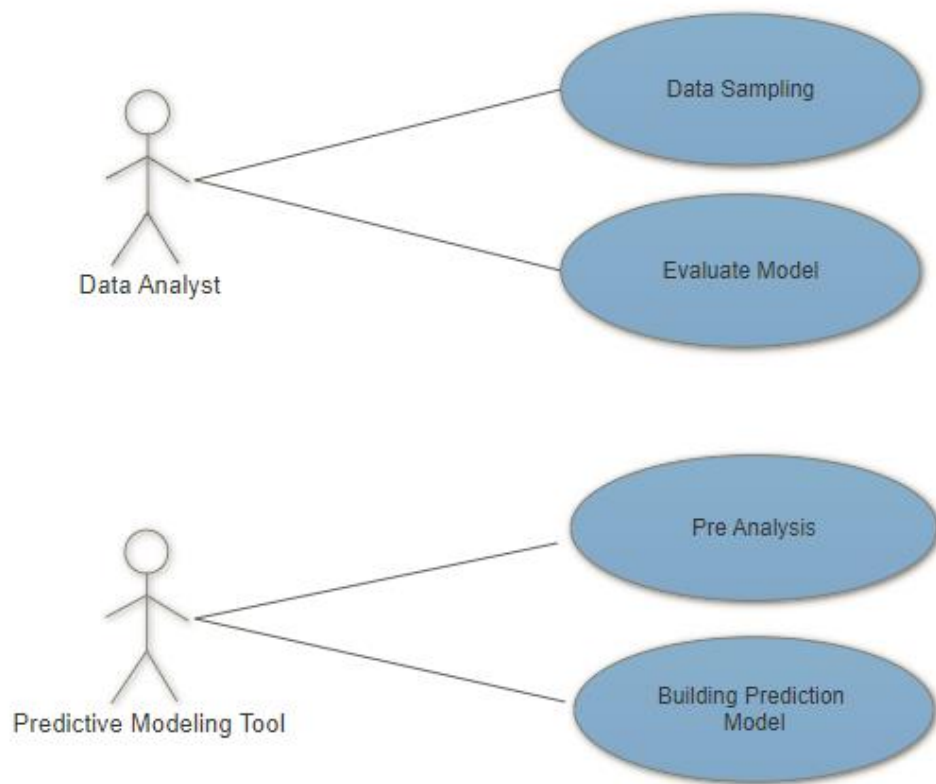 Data Sampling
Evaluate Model
Data Analyst
Pre Analysis
Building Prediction
Model
Predictive Modeling Tool